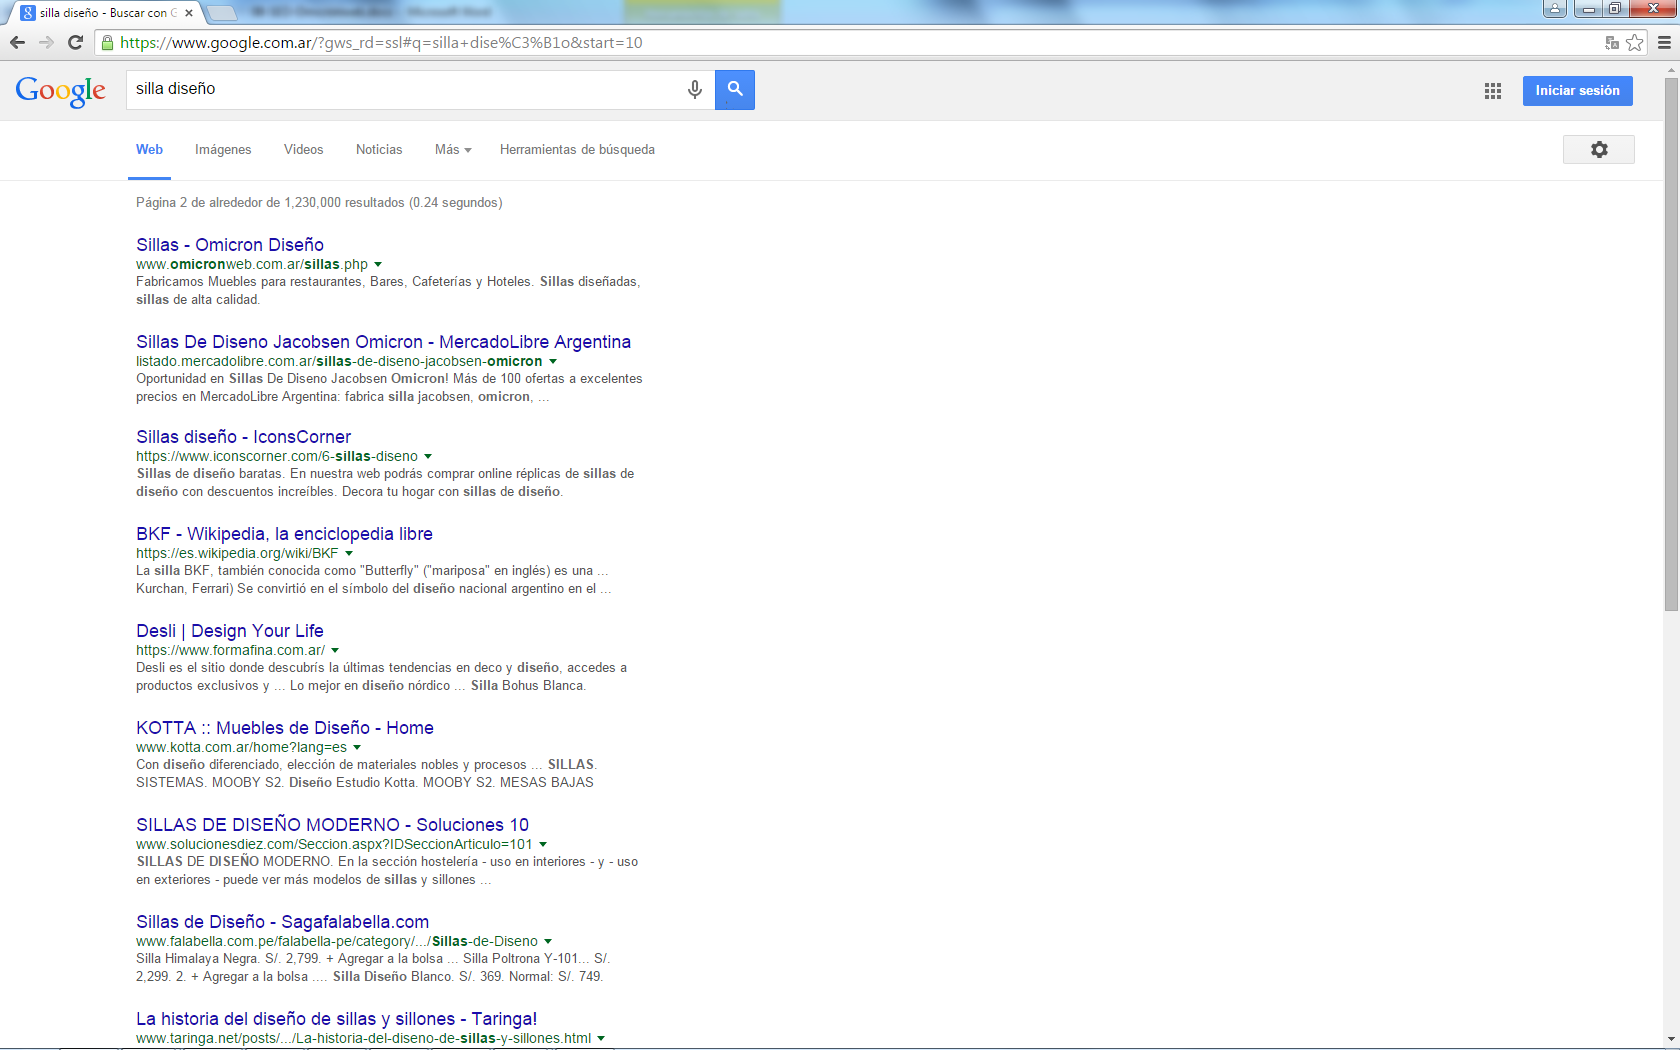 silla diseño - Buscar con G
https://www.google.com.ar/?gws_rd=ssl#q=silla+dise%C3%B1o&start=10
Google
silla diseño
Iniciar sesión
Web Imágenes Videos Noticias Más Herramientas de búsqueda
Página 2 de alrededor de 1,230,000 resultados (0.24 segundos)
Sillas - Omicron Diseño
www.omicronweb.com.ar/sillas.php
Fabricamos Muebles para restaurantes, Bares, Cafeterías y Hoteles. Sillas diseñadas,
sillas de alta calidad.
Sillas De Diseno Jacobsen Omicron - MercadoLibre Argentina
listado.mercadolibre.com.ar/sillas-de-diseno-jacobsen-omicron
Oportunidad en Sillas De Diseno Jacobsen Omicron! Más de 100 ofertas a excelentes
precios en MercadoLibre Argentina: fabrica silla jacobsen, omicron, ...
Sillas diseño - IconsCorner
https://www.iconscorner.com/6-sillas-diseno
Sillas de diseño baratas. En nuestra web podrás comprar online réplicas de sillas de
diseño con descuentos increíbles. Decora tu hogar con sillas de diseño.
BKF - Wikipedia, la enciclopedia libre
https://es.wikipedia.org/wiki/BKF
La silla BKF, también conocida como "Butterfly" ("mariposa" en inglés) es una ...
Kurchan, Ferrari) Se convirtió en el símbolo del diseño nacional argentino en el ...
Desli | Design Your Life
https://www.formafina.com.ar/
Desli es el sitio donde descubrís la últimas tendencias en deco y diseño, accedes a
productos exclusivos y ... Lo mejor en diseño nórdico ... Silla Bohus Blanca.
KOTTA :: Muebles de Diseño - Home
www.kotta.com.ar/home?lang=es
Con diseño diferenciado, elección de materiales nobles y procesos ... SILLAS.
SISTEMAS. MOOBY S2. Diseño Estudio Kotta. MOOBY S2. MESAS BAJAS
SILLAS DE DISEÑO MODERNO - Soluciones 10
www.solucionesdiez.com/Seccion.aspx?IDSeccionArticulo=101
SILLAS DE DISEÑO MODERNO. En la sección hostelería - uso en interiores - y - uso
en exteriores - puede ver más modelos de sillas y sillones ...
Sillas de Diseño - Sagafalabella.com
www.falabella.com.pe/falabella-pe/category/.../Sillas-de-Diseno
Silla Himalaya Negra. S/. 2,799. + Agregar a la bolsa ... Silla Poltrona Y-101... S/.
2,299. 2. + Agregar a la bolsa .... Silla Diseño Blanco. S/. 369. Normal: S/. 749.
La historia del diseño de sillas y sillones - Taringa!
www.taringa.net/posts/.../La-historia-del-diseno-de-sillas-y-sillones.html